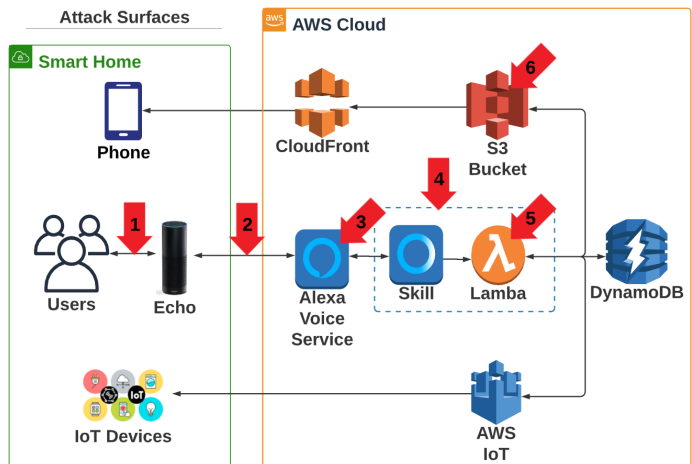 Attack Surfaces
aws
AWS Cloud
Smart Home
6
Phone
CloudFront
S3
Bucket
4
1
2
3
5
Users
Echo
Alexa
Voice
Service
Skill
Lamba
DynamoDB
IoT
IoT Devices
AWS
IoT